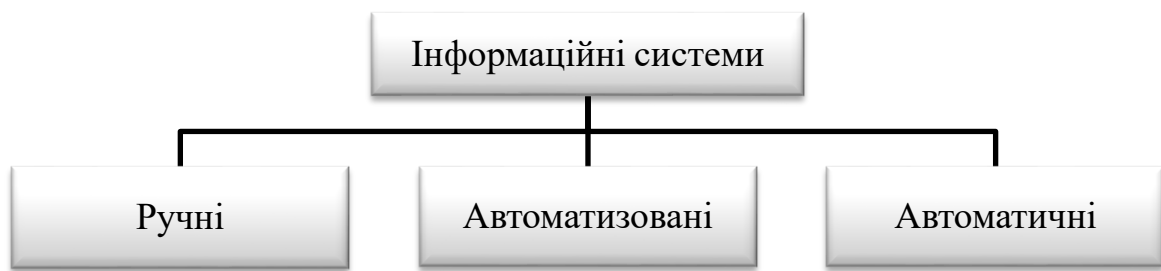 Інформаційні системи
Ручні
Автоматизовані
Автоматичні